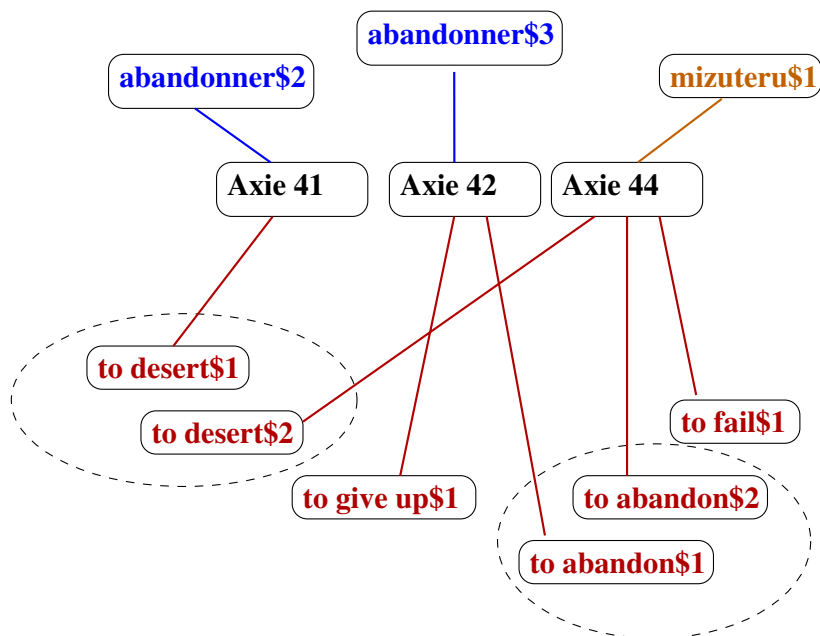 abandonner$2
abandonner$3
mizuteru$1
Axie 41
Axie 42
Axie 44
to desert$1
to desert$2
to fail$1
to give up$1
to abandon$2
to abandon$1